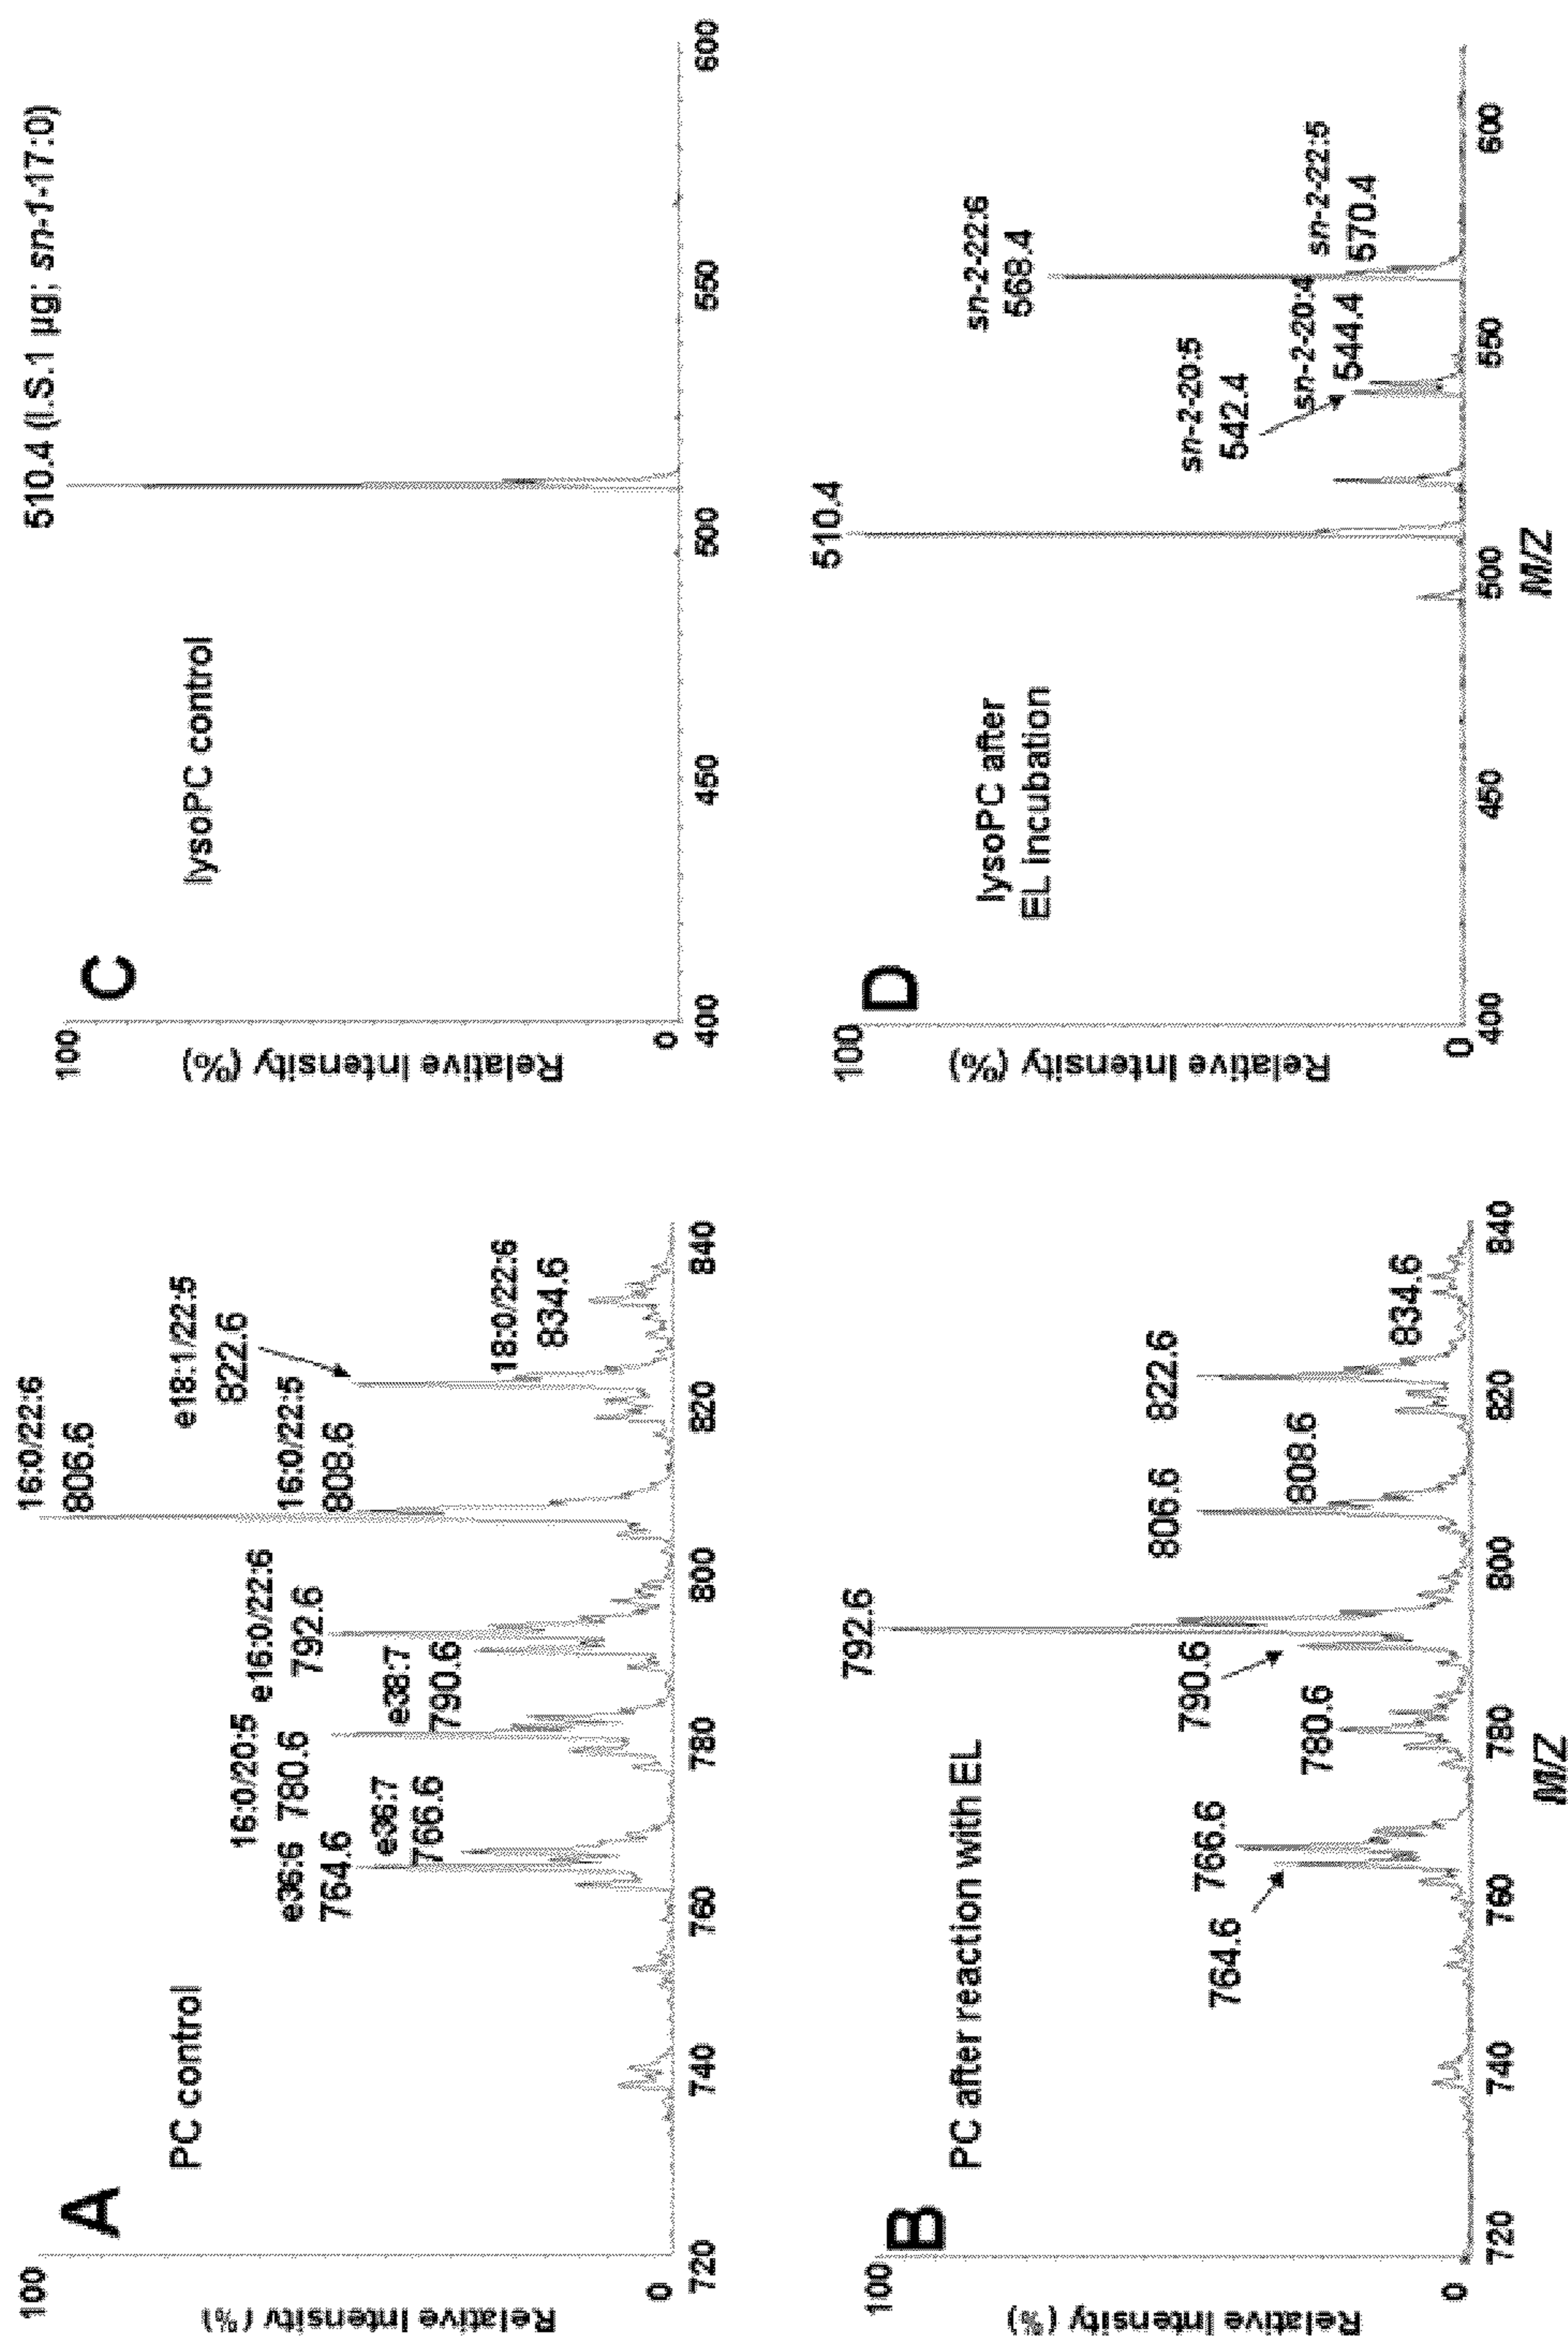 A
PC control
100
0
Relative Intensity (%)
e36:6
764.6
e36:7
766.6
16:0/20:5
780.6
e38:7
790.6
e16:0/22:6
792.6
16:0/22:6
806.6
16:0/22:5
808.6
e18:1/22:5
822.6
18:0/22:6
834.6
720 740 760 780 800 820 840
B
PC after reaction with EL
100
0
Relative Intensity (%)
764.6
766.6
780.6
790.6
792.6
806.6
808.6
822.6
834.6
720 740 760 780 800 820 840
M/Z
C
lysoPC control
100
0
Relative Intensity (%)
510.4 (I.S.1 µg; sn-1-17:0)
400 450 500 550 600
D
lysoPC after
EL incubation
100
0
Relative Intensity (%)
510.4
sn-2-20:5
542.4
sn-2-20:4
544.4
sn-2-22:6
568.4
sn-2-22:5
570.4
400 450 500 550 600
M/Z